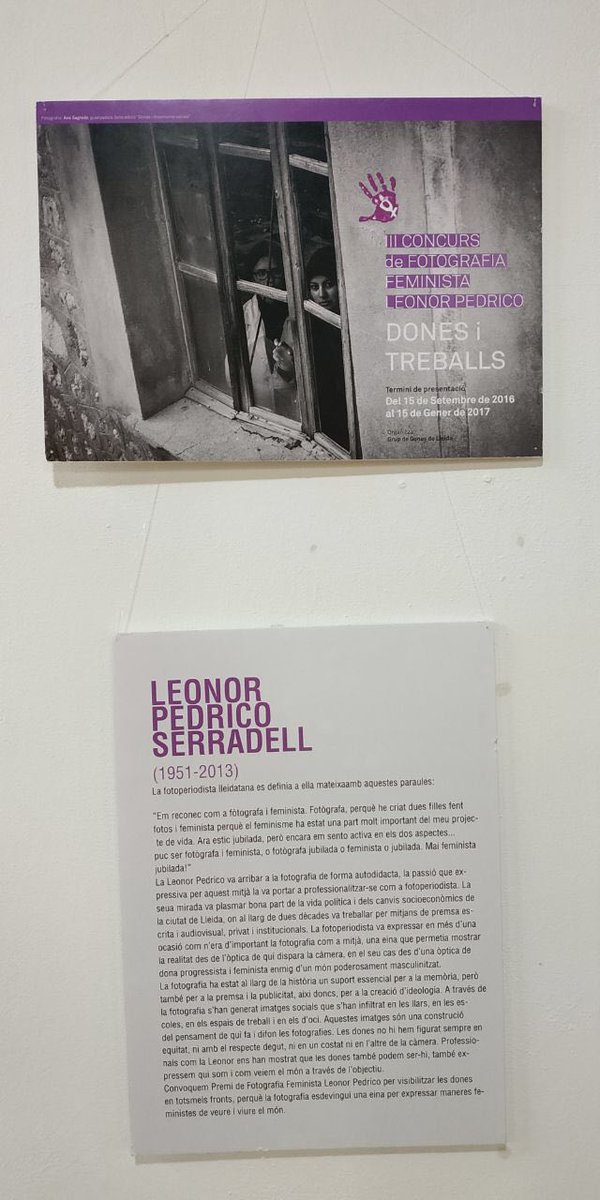 Fotografia: Ana Sagredo
III CONCURS
de FOTOGRAFIA
FEMINISTA
LEONOR PEDRICO
DONES i
TREBALLS
Termini de presentació
Del 15 de Setembre de 2016
al 15 de Gener de 2017
Organitza:
Grup de Dones de Lleida
LEONOR
PEDRICO
SERRADELL
(1951-2013)
La fotoperiodista lleidatana es definia a ella mateixaamb aquestes paraules:
"Em reconec com a fòtografa i feminista. Fotògrafa, perquè he criat dues filles fent
fotos i feminista perquè el feminisme ha estat una part molt important del meu projec-
te de vida. Ara estic jubilada, però encara em sento activa en els dos aspectes...
puc ser fotògrafa i feminista, o fotògrafa jubilada o feminista o jubilada. Mai feminista
jubilada!"
La Leonor Pedrico va arribar a la fotografia de forma autodidacta, la passió que ex-
pressiva per aquest mitjà la va portar a professionalitzar-se com a fotoperiodista. La
seua mirada va plasmar bona part de la vida política i dels canvis socioeconòmics de
la ciutat de Lleida, on al llarg de dues dècades va treballar per mitjans de premsa es-
crita i audiovisual, privat i institucionals. La fotoperiodista va expressar en més d'una
ocasió com n'era d'important la fotografia com a mitjà, una eina que permetia mostrar
la realitat des de l'òptica de qui dispara la càmera, en el seu cas des d'una òptica de
dona progressista i feminista enmig d'un món poderosament masculinitzat.
La fotografia ha estat al llarg de la història un suport essencial per a la memòria, però
també per a la premsa i la publicitat, així doncs, per a la creació d'ideologia. A través de
la fotografia s'han generat imatges socials que s'han infiltrat en les llars, en les es-
coles, en els espais de treball i en els d'oci. Aquestes imatges són una construció
del pensament de qui fa i difon les fotografies. Les dones no hi hem figurat sempre en
equitat, ni amb el respecte degut, ni en un costat ni en l'altre de la càmera. Professio-
nals com la Leonor ens han mostrat que les dones també podem ser-hi, també ex-
pressem qui som i com veiem el món a través de l'objectiu.
Convoquem Premi de Fotografia Feminista Leonor Pedrico per visibilitzar les dones
en totsmeis fronts, perquè la fotografia esdevingui una eina per expressar maneres fe-
ministes de veure i viure el món.